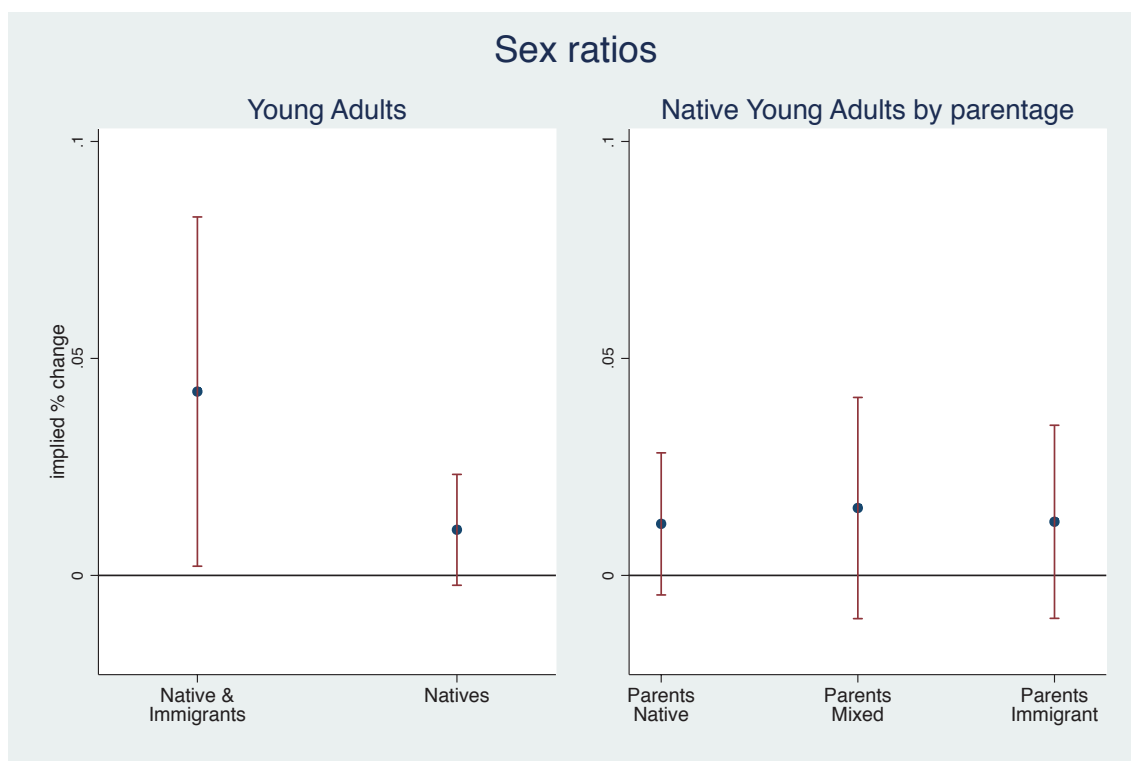 Sex ratios
Young Adults
implied % change
.1
.05
0
Native &
Immigrants
Natives
Native Young Adults by parentage
.1
.05
0
Parents
Native
Parents
Mixed
Parents
Immigrant